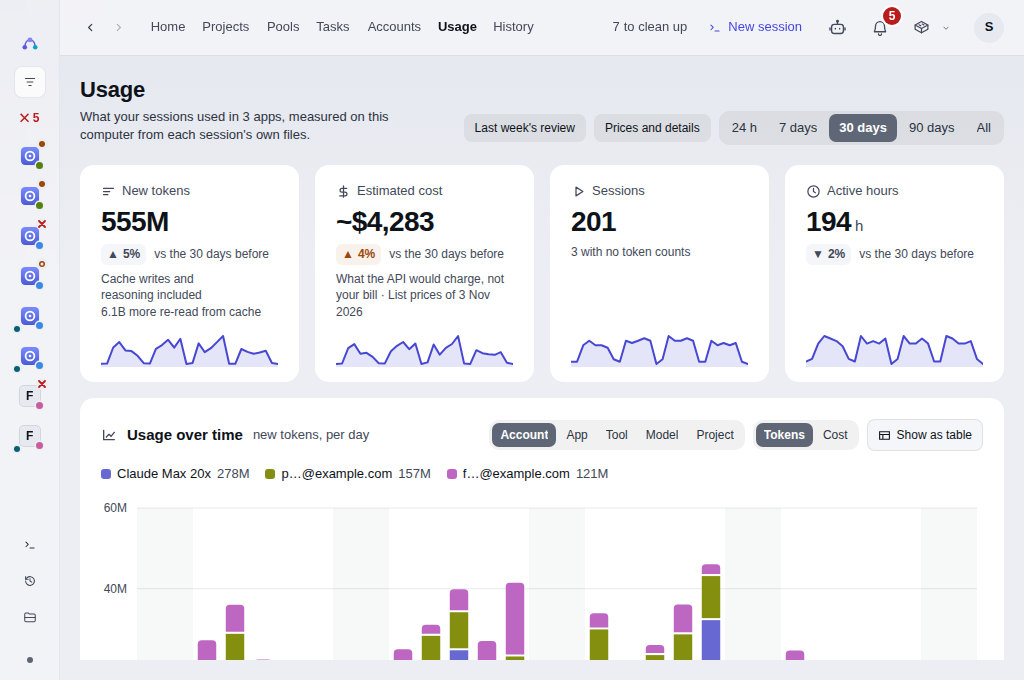 Home Projects Pools Tasks Accounts Usage History 7 to clean up New session 5 S
5
F
F
Usage
What your sessions used in 3 apps, measured on this
computer from each session's own files.
Last week's review Prices and details 24 h 7 days 30 days 90 days All
New tokens
555M
▲ 5% vs the 30 days before
Cache writes and
reasoning included
6.1B more re-read from cache
Estimated cost
~$4,283
▲ 4% vs the 30 days before
What the API would charge, not
your bill · List prices of 3 Nov
2026
Sessions
201
3 with no token counts
Active hours
194 h
▼ 2% vs the 30 days before
Usage over time new tokens, per day
Account App Tool Model Project Tokens Cost Show as table
Claude Max 20x 278M p…@example.com 157M f…@example.com 121M
60M
40M